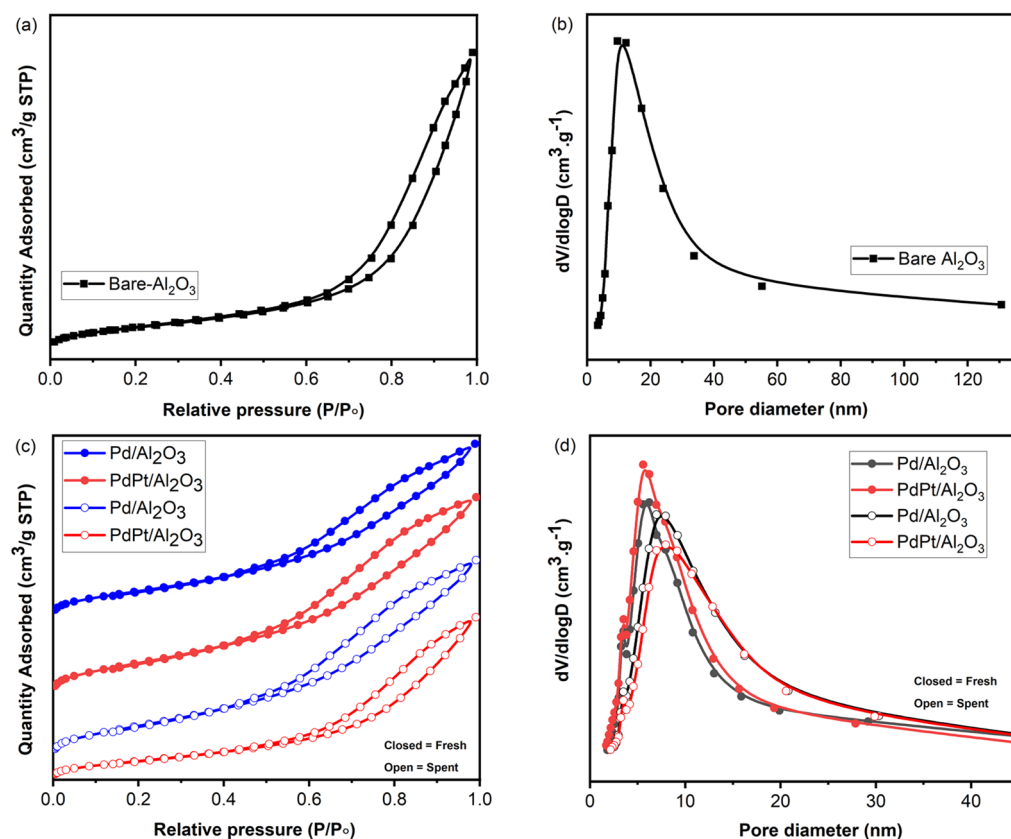 (a)
Quantity Adsorbed (cm³/g STP)
Bare-Al₂O₃
0.0 0.2 0.4 0.6 0.8 1.0
Relative pressure (P/P∘)
(b)
dV/dlogD (cm³.g⁻¹)
Bare Al₂O₃
0 20 40 60 80 100 120
Pore diameter (nm)
(c)
Quantity Adsorbed (cm³/g STP)
Pd/Al₂O₃
PdPt/Al₂O₃
Pd/Al₂O₃
PdPt/Al₂O₃
Closed = Fresh
Open = Spent
0.0 0.2 0.4 0.6 0.8 1.0
Relative pressure (P/P∘)
(d)
dV/dlogD (cm³.g⁻¹)
Pd/Al₂O₃
PdPt/Al₂O₃
Pd/Al₂O₃
PdPt/Al₂O₃
Closed = Fresh
Open = Spent
0 10 20 30 40
Pore diameter (nm)